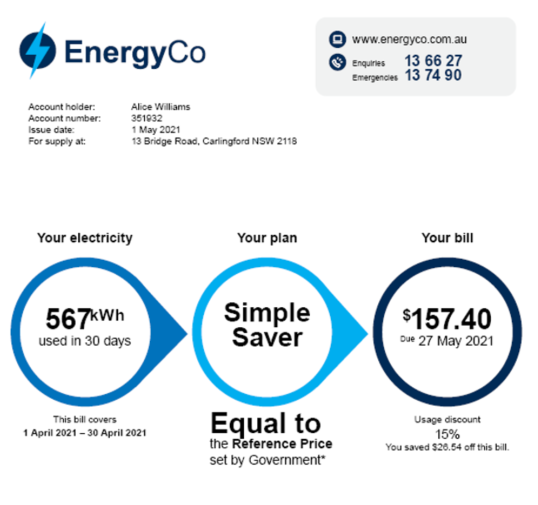 EnergyCo
www.energyco.com.au
Enquiries 13 66 27
Emergencies 13 74 90
Account holder: Alice Williams
Account number: 351932
Issue date: 1 May 2021
For supply at: 13 Bridge Road, Carlingford NSW 2118
Your electricity
567kWh
used in 30 days
This bill covers
1 April 2021 – 30 April 2021
Your plan
Simple
Saver
Equal to
the Reference Price
set by Government*
Your bill
$157.40
Due 27 May 2021
Usage discount
15%
You saved $26.54 off this bill.